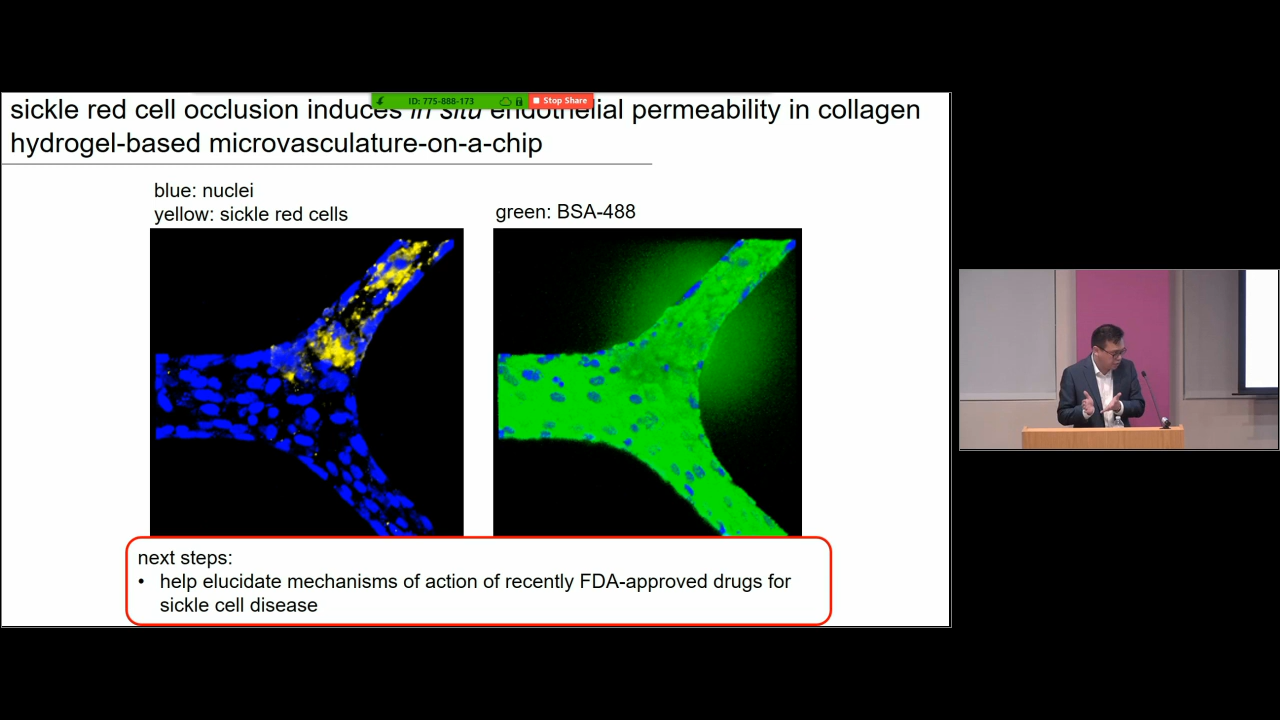 sickle red cell occlusion induces in situ endothelial permeability in collagen
hydrogel-based microvasculature-on-a-chip
ID: 775-888-173
Stop Share
blue: nuclei
yellow: sickle red cells
green: BSA-488
next steps:
• help elucidate mechanisms of action of recently FDA-approved drugs for
sickle cell disease